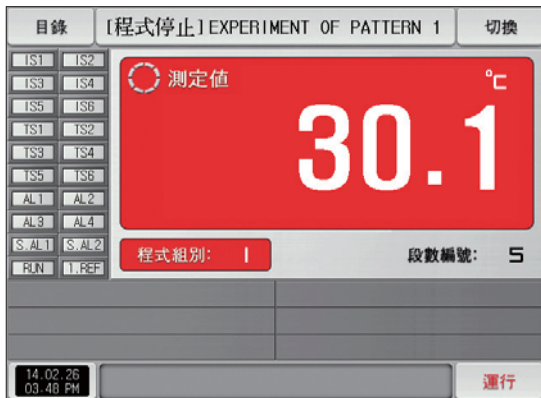 目錄 [程式停止]EXPERIMENT OF PATTERN 1 切換
IS1 IS2
IS3 IS4
IS5 IS6
TS1 TS2
TS3 TS4
TS5 TS6
AL1 AL2
AL3 AL4
S.AL1 S.AL2
RUN 1.REF
測定值 ℃
30.1
程式組別: 1 段數編號: 5
14.02.26
03:48 PM
運行